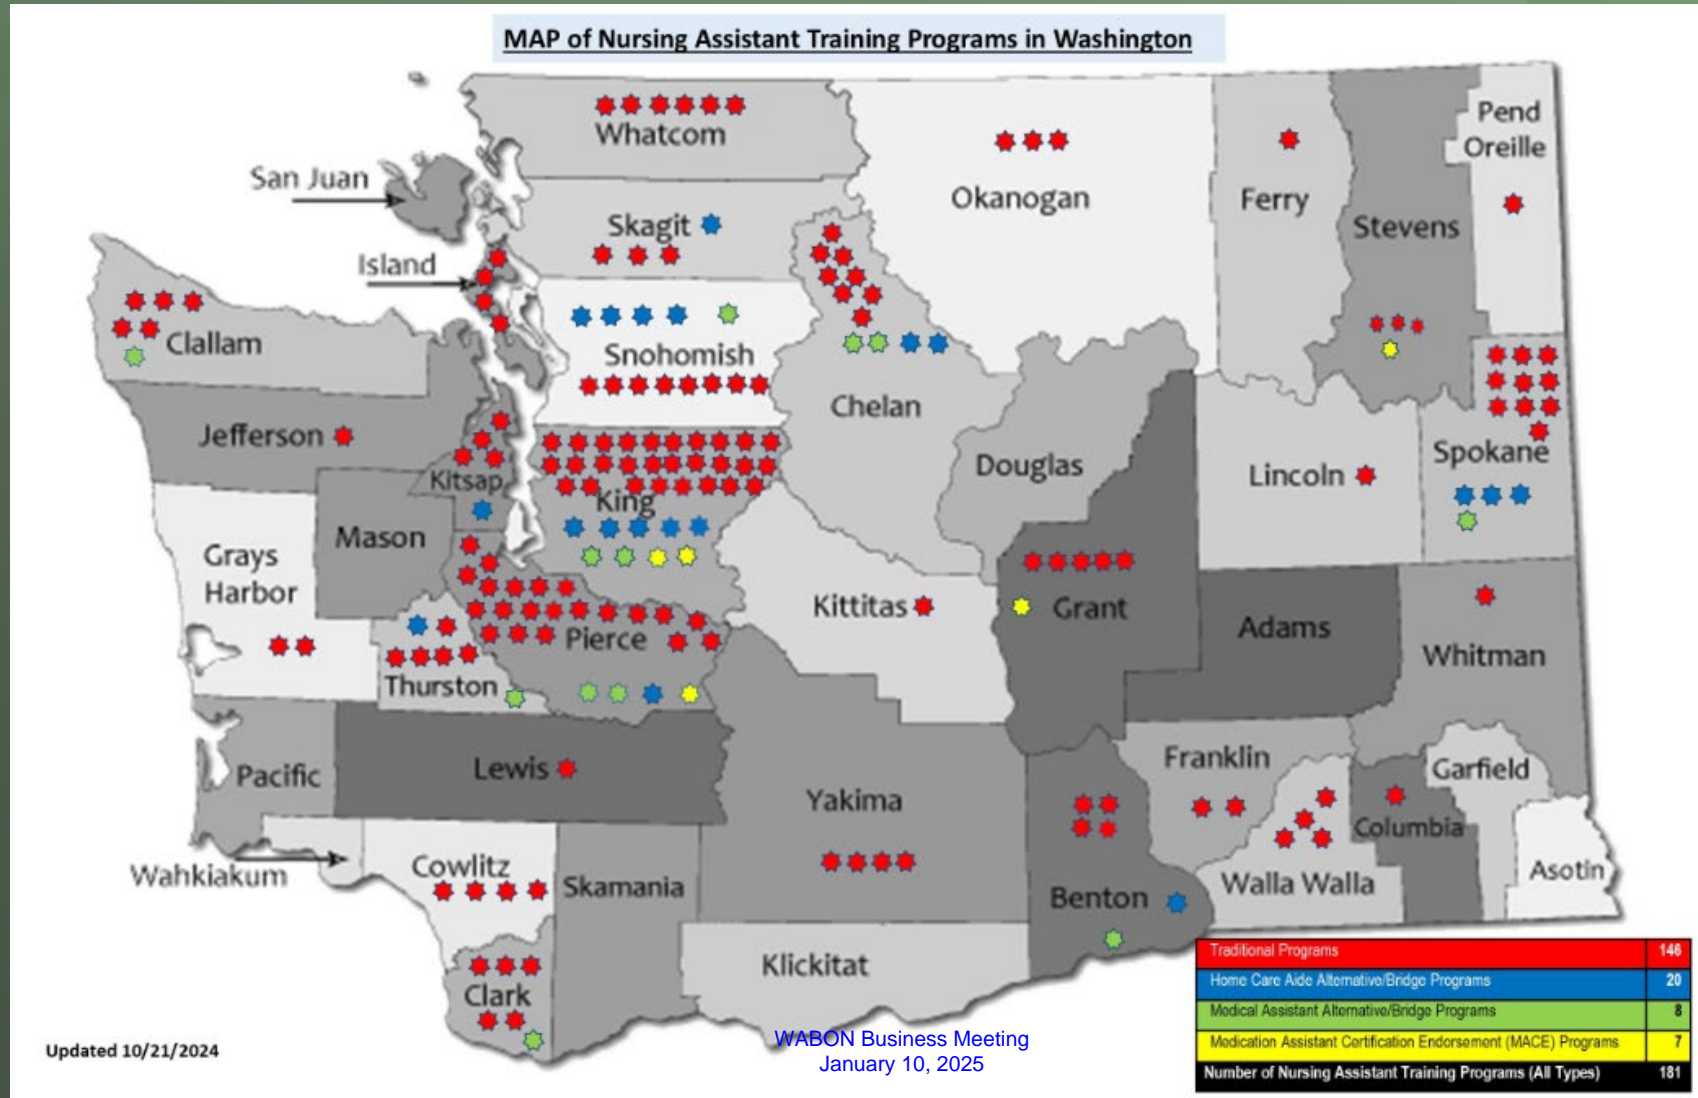 MAP of Nursing Assistant Training Programs in Washington
Whatcom
San Juan
Skagit
Island
Okanogan
Ferry
Stevens
Pend
Oreille
Clallam
Snohomish
Chelan
Jefferson
Kitsap
King
Douglas
Lincoln
Spokane
Grays
Harbor
Mason
Kittitas
Grant
Adams
Whitman
Thurston
Pierce
Pacific
Lewis
Yakima
Franklin
Garfield
Columbia
Wahkiakum
Cowlitz
Skamania
Benton
Walla Walla
Asotin
Clark
Klickitat
Traditional Programs 146
Home Care Aide Alternative/Bridge Programs 20
Medical Assistant Alternative/Bridge Programs 8
Medication Assistant Certification Endorsement (MACE) Programs 7
Number of Nursing Assistant Training Programs (All Types) 181
Updated 10/21/2024
WABON Business Meeting
January 10, 2025